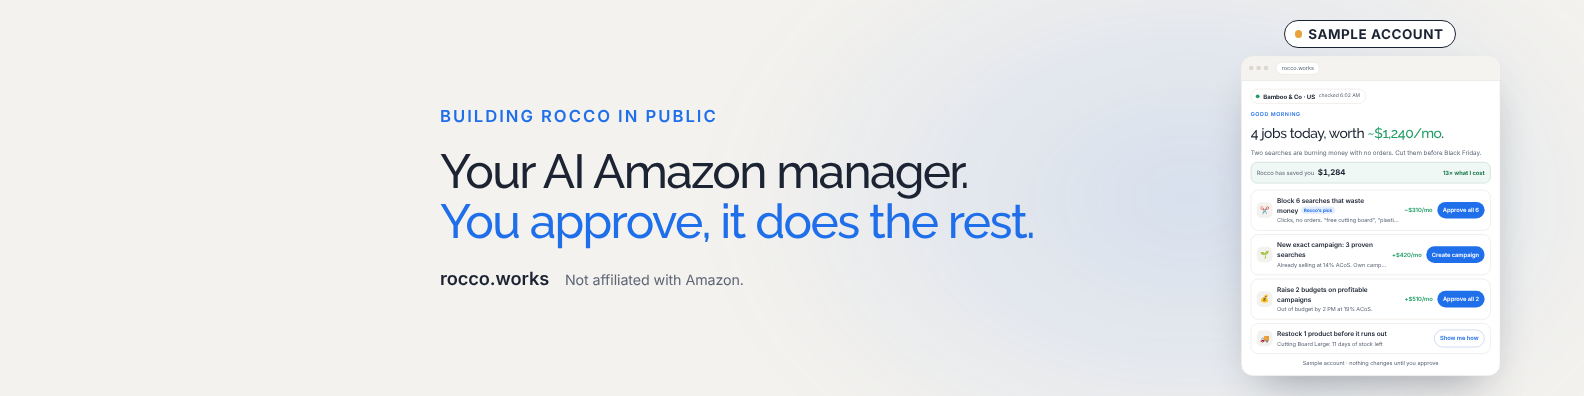 SAMPLE ACCOUNT
rocco.works
Bamboo & Co · US checked 6:02 AM
GOOD MORNING
4 jobs today, worth ~$1,240/mo.
Two searches are burning money with no orders. Cut them before Black Friday.
Rocco has saved you $1,284 13× what I cost
Block 6 searches that waste
money Rocco's pick
~$310/mo Approve all 6
Clicks, no orders. "free cutting board", "plasti...
New exact campaign: 3 proven
searches
+$420/mo Create campaign
Already selling at 14% ACoS. Own camp...
Raise 2 budgets on profitable
campaigns
+$510/mo Approve all 2
Out of budget by 2 PM at 19% ACoS.
Restock 1 product before it runs out
Cutting Board Large: 11 days of stock left
Show me how
Sample account · nothing changes until you approve
BUILDING ROCCO IN PUBLIC
Your AI Amazon manager.
You approve, it does the rest.
rocco.works Not affiliated with Amazon.